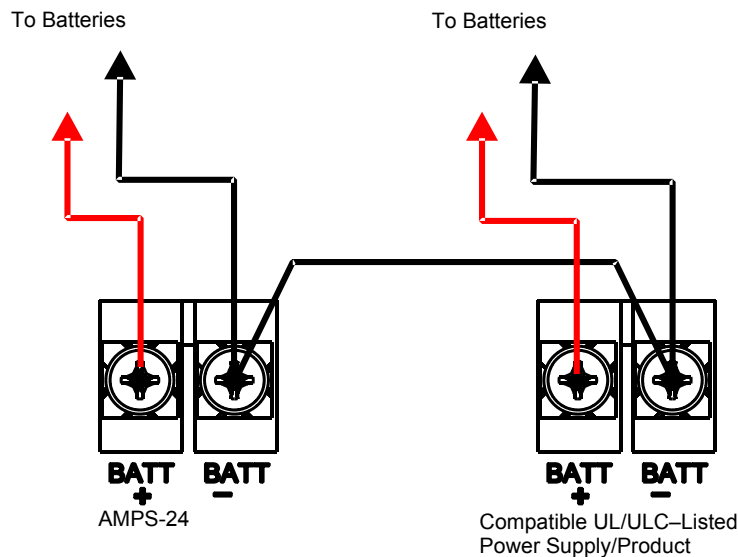 To Batteries
To Batteries
BATT BATT
+ –
AMPS-24
BATT BATT
+ –
Compatible UL/ULC–Listed
Power Supply/Product